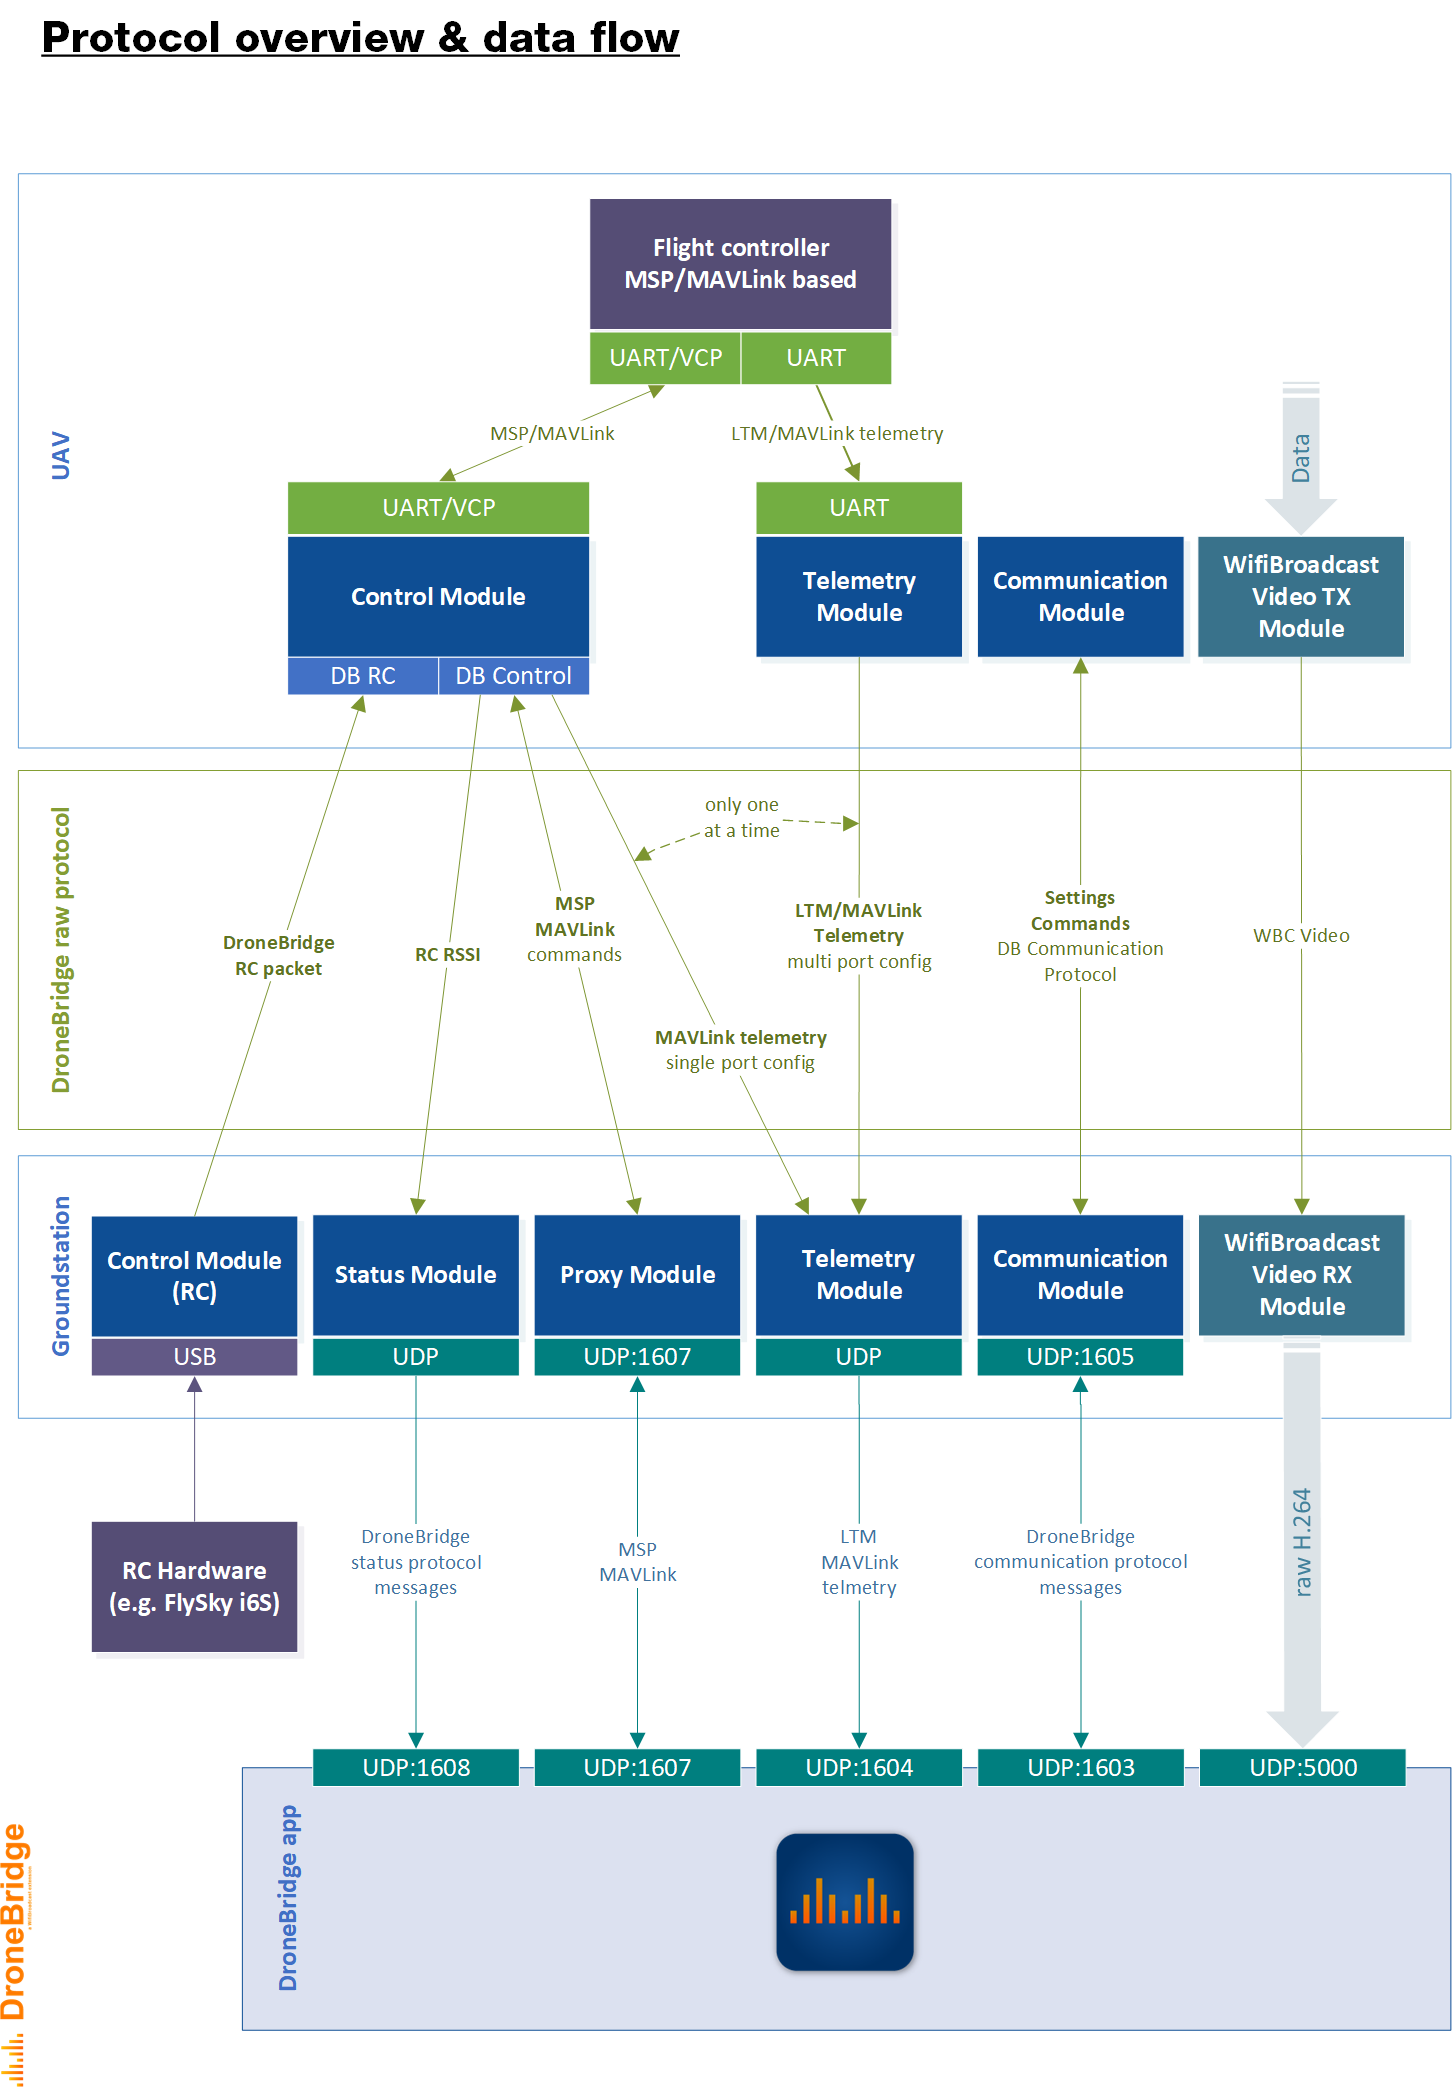 Protocol overview & data flow
UAV
Flight controller
MSP/MAVLink based
UART/VCP
UART
MSP/MAVLink
LTM/MAVLink telemetry
Data
UART/VCP
UART
Control Module
Telemetry
Module
Communication
Module
WifiBroadcast
Video TX
Module
DB RC
DB Control
DroneBridge raw protocol
only one
at a time
DroneBridge
RC packet
RC RSSI
MSP
MAVLink
commands
MAVLink telemetry
single port config
LTM/MAVLink
Telemetry
multi port config
Settings
Commands
DB Communication
Protocol
WBC Video
Groundstation
Control Module
(RC)
Status Module
Proxy Module
Telemetry
Module
Communication
Module
WifiBroadcast
Video RX
Module
USB
UDP
UDP:1607
UDP
UDP:1605
RC Hardware
(e.g. FlySky i6S)
DroneBridge
status protocol
messages
MSP
MAVLink
LTM
MAVLink
telmetry
DroneBridge
communication protocol
messages
raw H.264
UDP:1608
UDP:1607
UDP:1604
UDP:1603
UDP:5000
DroneBridge app
DroneBridge